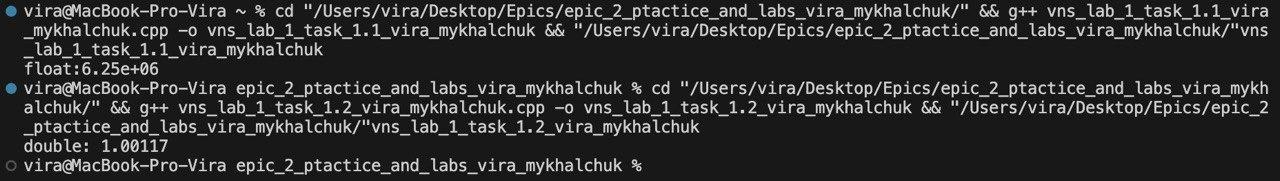 vira@MacBook-Pro-Vira ~ % cd "/Users/vira/Desktop/Epics/epic_2_ptactice_and_labs_vira_mykhalchuk/" && g++ vns_lab_1_task_1.1_vira
_mykhalchuk.cpp -o vns_lab_1_task_1.1_vira_mykhalchuk && "/Users/vira/Desktop/Epics/epic_2_ptactice_and_labs_vira_mykhalchuk/"vns
_lab_1_task_1.1_vira_mykhalchuk
float:6.25e+06
vira@MacBook-Pro-Vira epic_2_ptactice_and_labs_vira_mykhalchuk % cd "/Users/vira/Desktop/Epics/epic_2_ptactice_and_labs_vira_mykh
alchuk/" && g++ vns_lab_1_task_1.2_vira_mykhalchuk.cpp -o vns_lab_1_task_1.2_vira_mykhalchuk && "/Users/vira/Desktop/Epics/epic_2
_ptactice_and_labs_vira_mykhalchuk/"vns_lab_1_task_1.2_vira_mykhalchuk
double: 1.00117
vira@MacBook-Pro-Vira epic_2_ptactice_and_labs_vira_mykhalchuk %